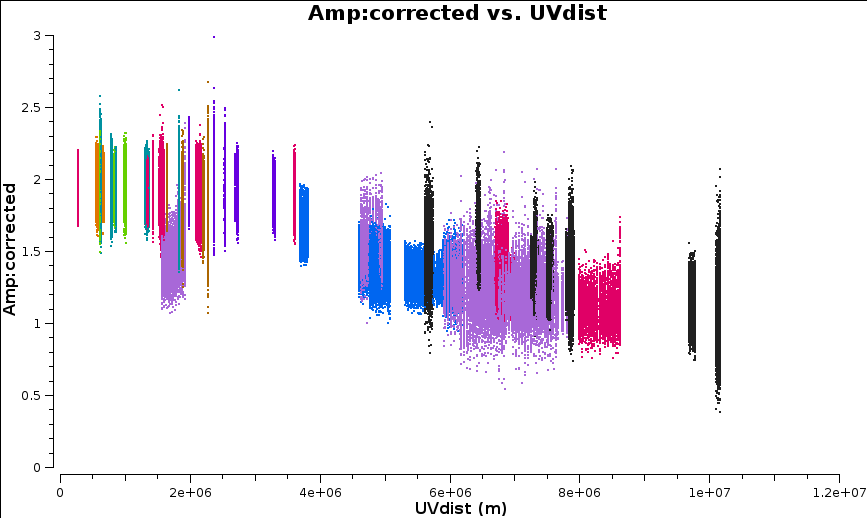 Amp:corrected vs. UVdist
3
2.5
2
1.5
1
0.5
0
Amp:corrected
0
2e+06
4e+06
6e+06
8e+06
1e+07
1.2e+07
UVdist (m)